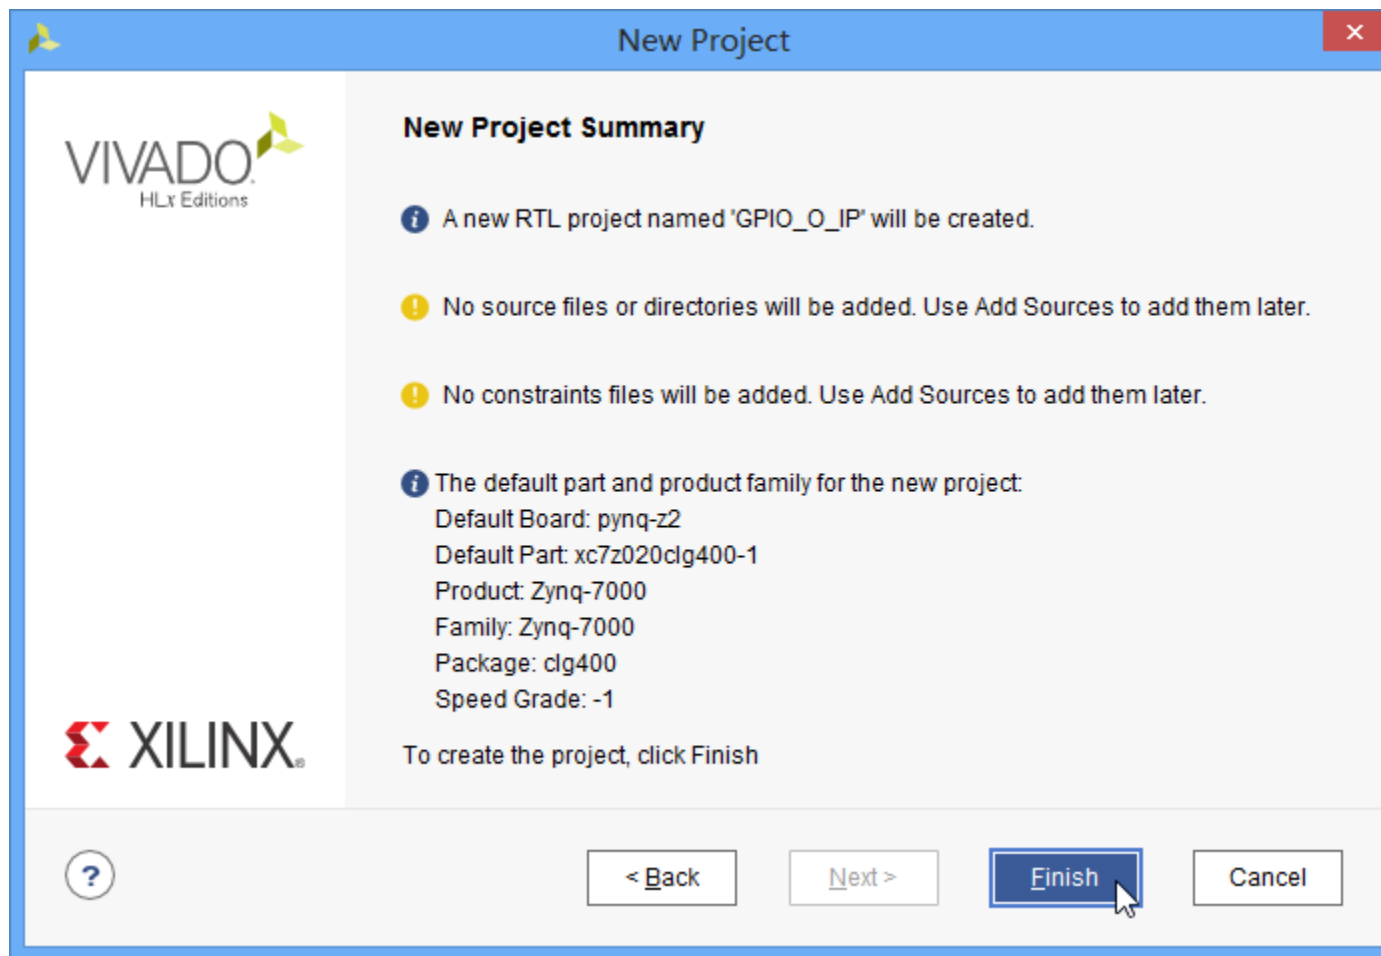 New Project
VIVADO.
HLx Editions
New Project Summary
A new RTL project named 'GPIO_O_IP' will be created.
No source files or directories will be added. Use Add Sources to add them later.
No constraints files will be added. Use Add Sources to add them later.
The default part and product family for the new project:
Default Board: pynq-z2
Default Part: xc7z020clg400-1
Product: Zynq-7000
Family: Zynq-7000
Package: clg400
Speed Grade: -1
XILINX®
To create the project, click Finish
?
< Back
Next >
Finish
Cancel